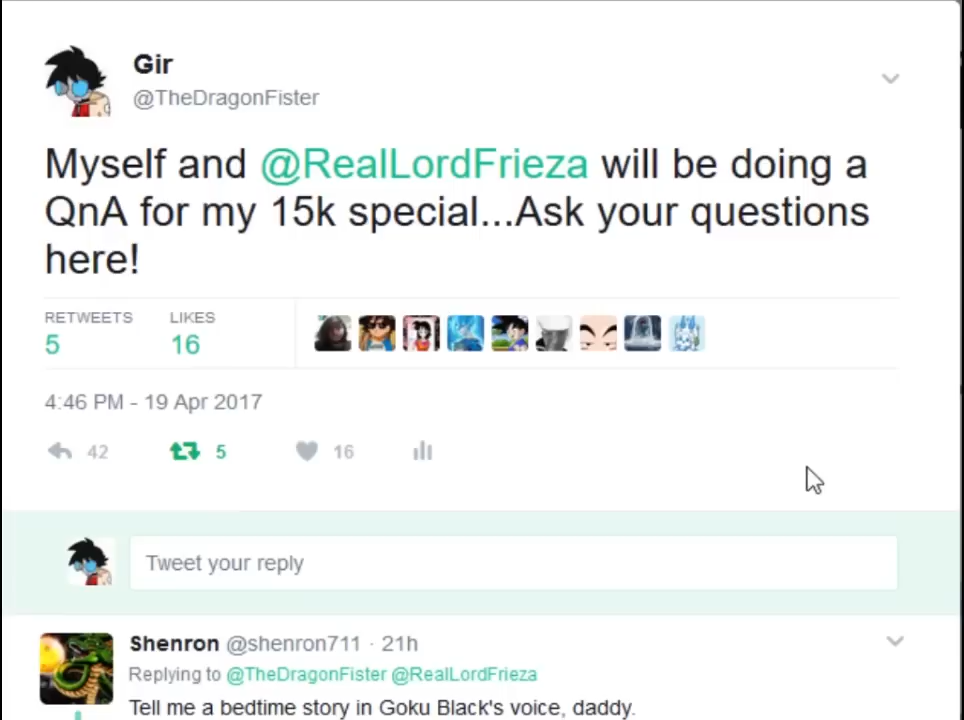 Gir
@TheDragonFister
Myself and @RealLordFrieza will be doing a
QnA for my 15k special...Ask your questions
here!
RETWEETS LIKES
5 16
4:46 PM - 19 Apr 2017
42 5 16
Tweet your reply
Shenron @shenron711 · 21h
Replying to @TheDragonFister @RealLordFrieza
Tell me a bedtime story in Goku Black's voice, daddy.